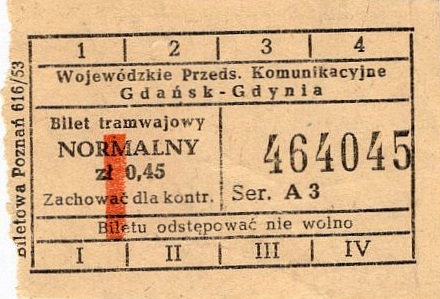 1 2 3 4
Wojewódzkie Przeds. Komunikacyjne
Gdańsk-Gdynia
Bilet tramwajowy
NORMALNY
zł 0,45
Zachować dla kontr.
464045
Ser. A 3
Biletu odstępować nie wolno
I II III IV
Biletowa Poznań 616/53